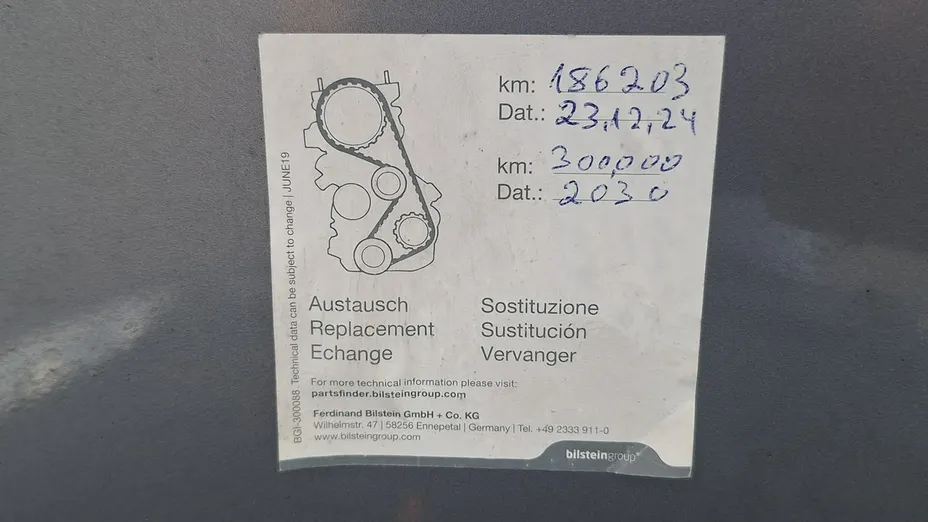 km: 186203
Dat.: 23.12.24
km: 300,000
Dat.: 2030
Austausch
Replacement
Echange
Sostituzione
Sustitución
Vervanger
For more technical information please visit:
partsfinder.bilsteingroup.com
Ferdinand Bilstein GmbH + Co. KG
Wilhelmstr. 47 | 58256 Ennepetal | Germany | Tel. +49 2333 911-0
www.bilsteingroup.com
bilsteingroup®
BGI-300088 Technical data can be subject to change | JUNE19